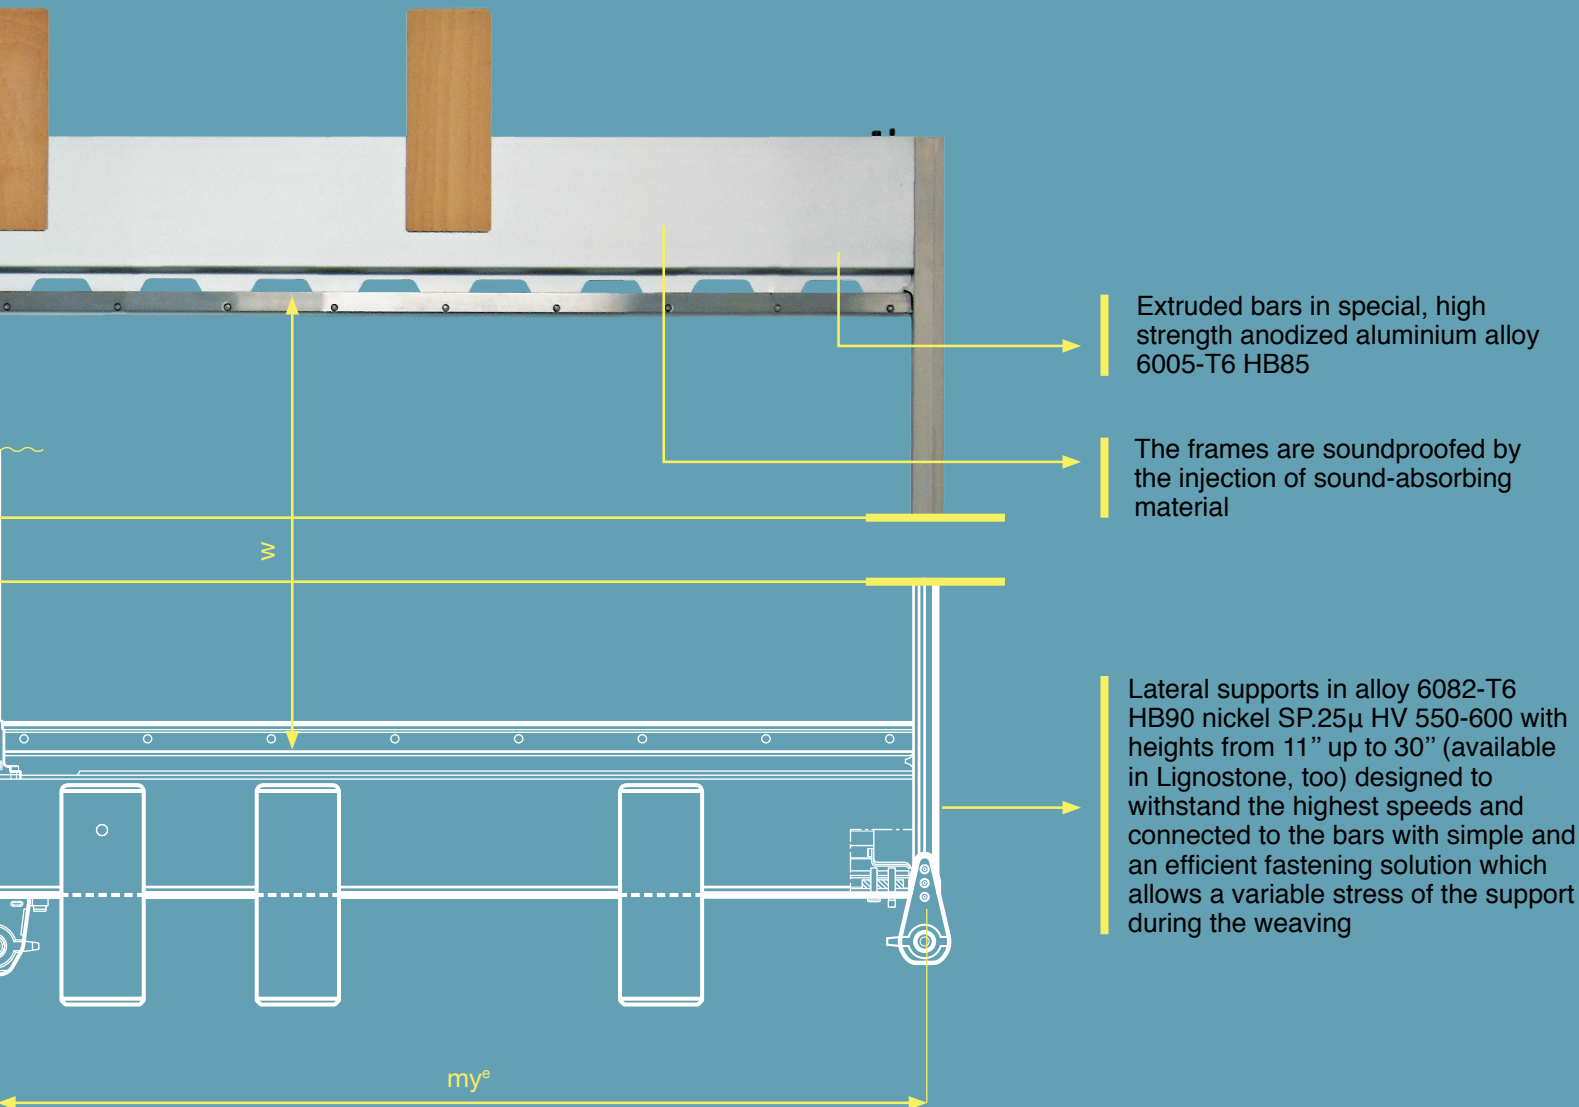 Extruded bars in special, high
strength anodized aluminium alloy
6005-T6 HB85
The frames are soundproofed by
the injection of sound-absorbing
material
w
Lateral supports in alloy 6082-T6
HB90 nickel SP.25μ HV 550-600 with
heights from 11” up to 30” (available
in Lignostone, too) designed to
withstand the highest speeds and
connected to the bars with simple and
an efficient fastening solution which
allows a variable stress of the support
during the weaving
myᵉ